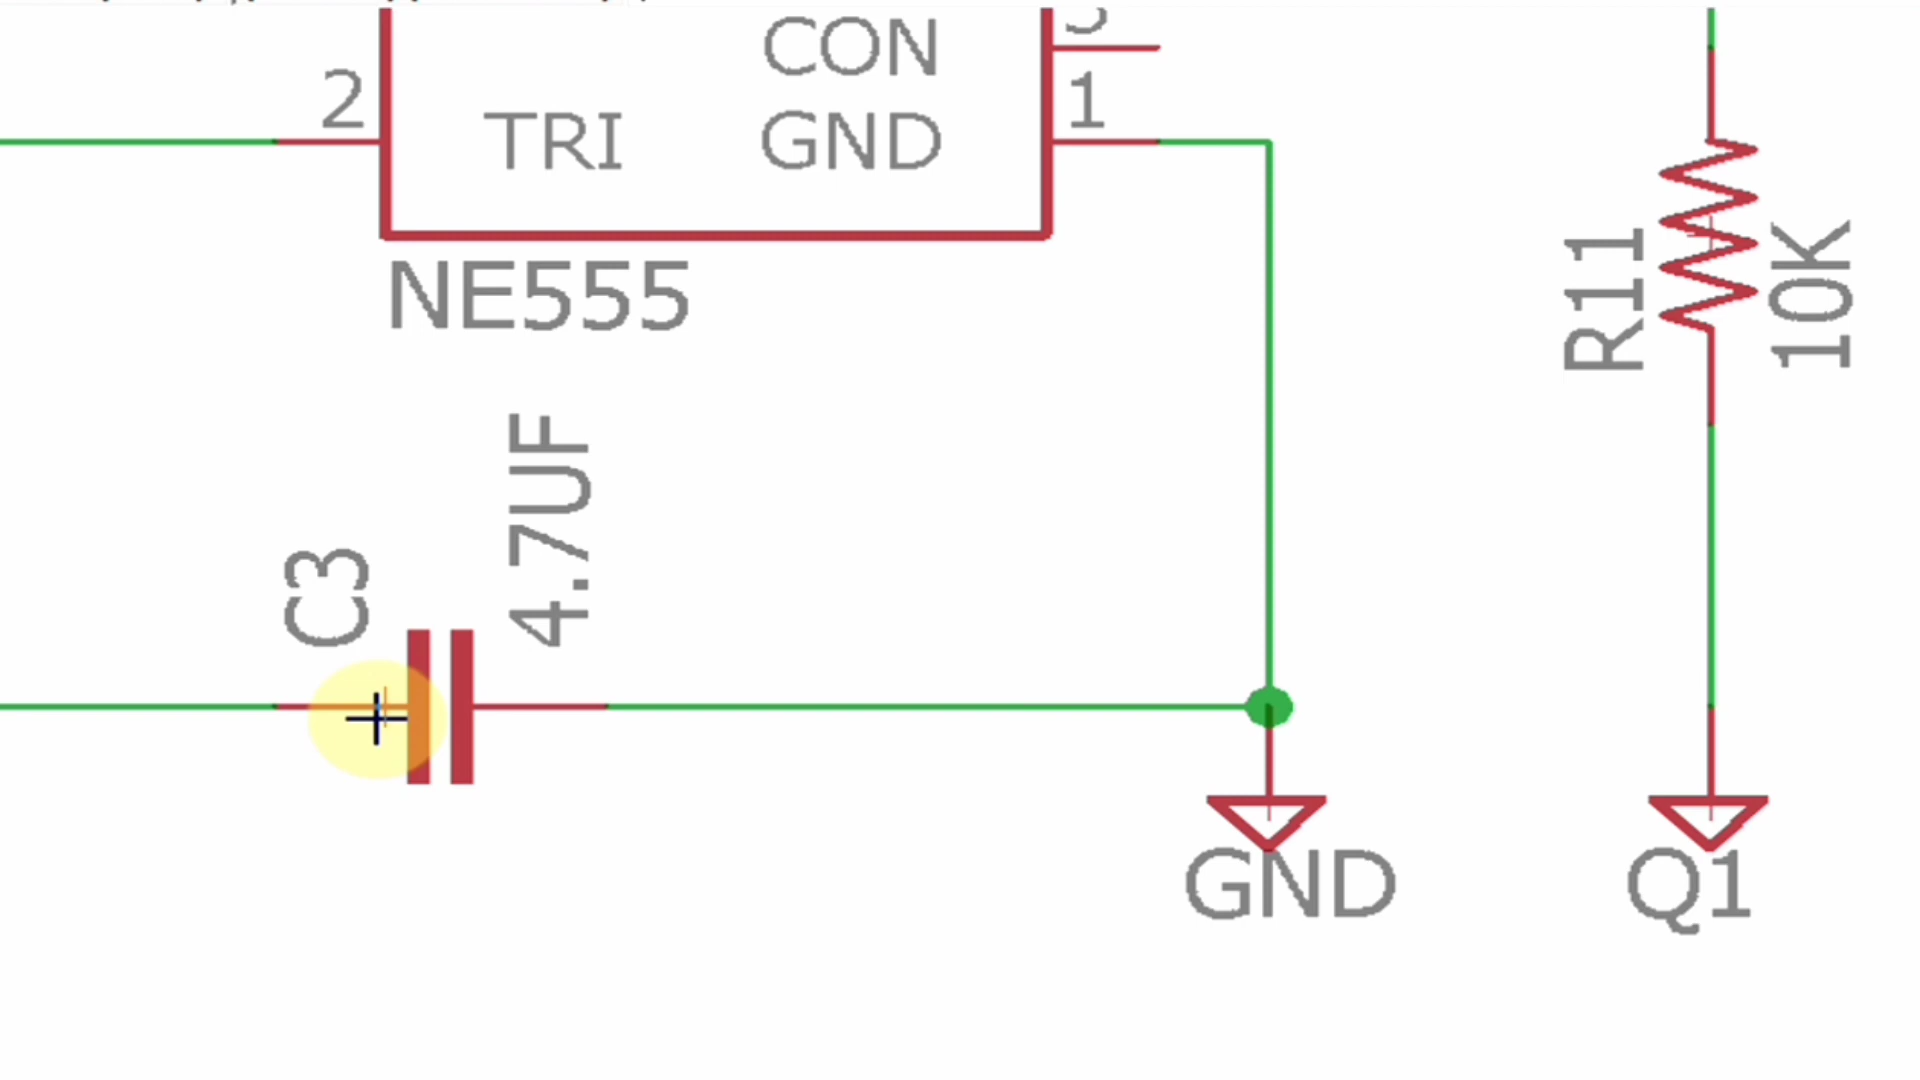 CON
2
1
TRI
GND
NE555
R11
10K
4.7UF
C3
GND
Q1